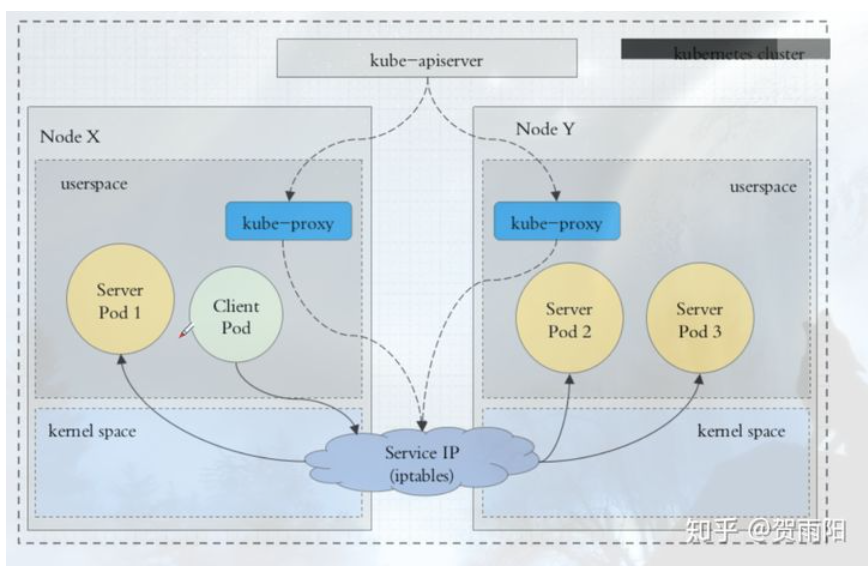 kube-apiserver
kubernetes cluster
Node X
Node Y
userspace
userspace
kube-proxy
kube-proxy
Server
Pod 1
Client
Pod
Server
Pod 2
Server
Pod 3
kernel space
kernel space
Service IP
(iptables)
知乎 @贺雨阳